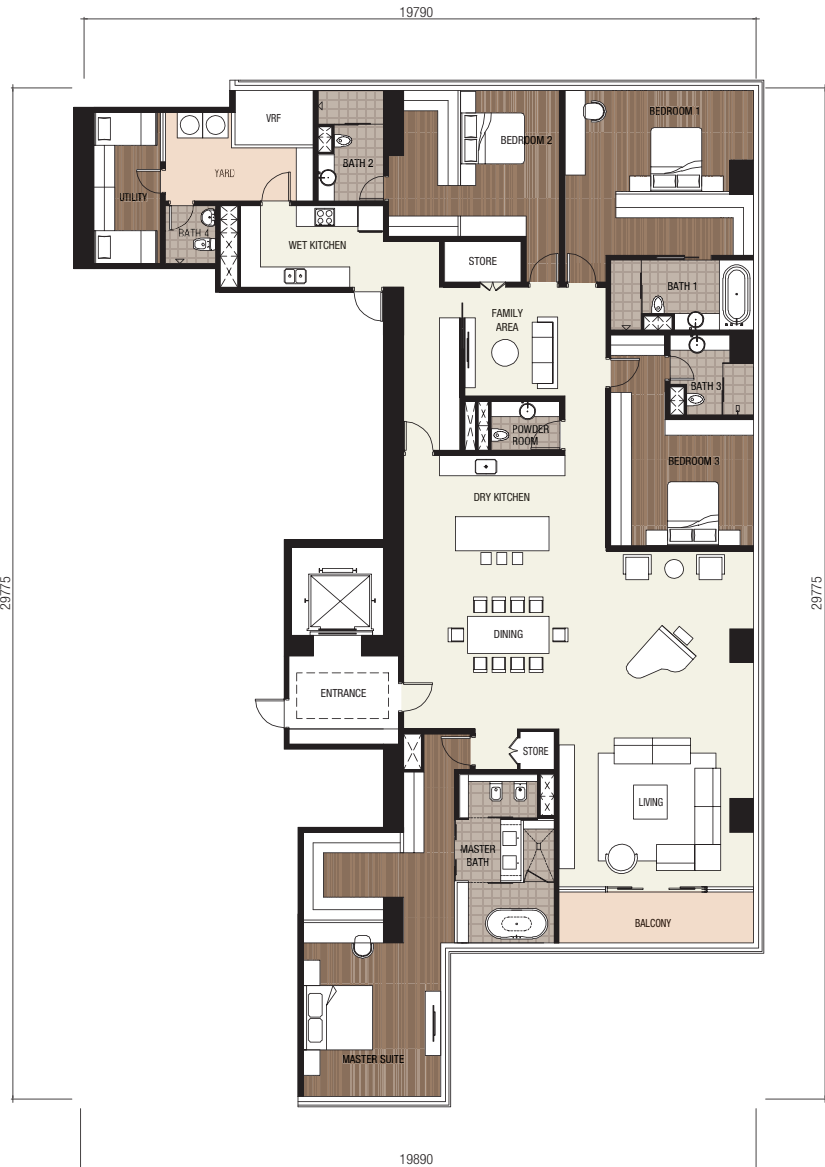 19790
VRF
BEDROOM 1
BEDROOM 2
BATH 2
YARD
UTILITY
BATH 4
WET KITCHEN
STORE
BATH 1
FAMILY
AREA
BATH 3
POWDER
ROOM
BEDROOM 3
DRY KITCHEN
29775
29775
DINING
ENTRANCE
STORE
LIVING
MASTER
BATH
BALCONY
MASTER SUITE
19890